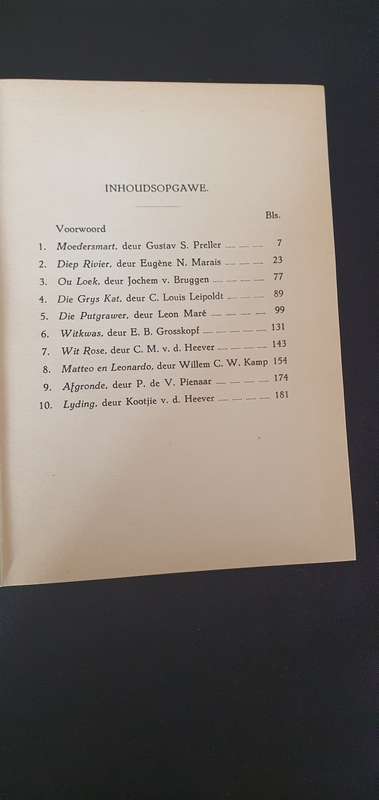 INHOUDSOPGAWE.
Bls.
Voorwoord
1. Moedersmart, deur Gustav S. Preller .... .... .... 7
2. Diep Rivier, deur Eugène N. Marais .... .... .... 23
3. Ou Loek, deur Jochem v. Bruggen .... .... .... 77
4. Die Grys Kat, deur C. Louis Leipoldt .... .... .... 89
5. Die Putgrawer, deur Leon Maré .... .... .... 99
6. Witkwas, deur E. B. Grosskopf .... .... .... 131
7. Wit Rose, deur C. M. v. d. Heever .... .... .... 143
8. Matteo en Leonardo, deur Willem C. W. Kamp 154
9. Afgronde, deur P. de V. Pienaar .... .... .... 174
10. Lyding, deur Kootjie v. d. Heever .... .... .... 181